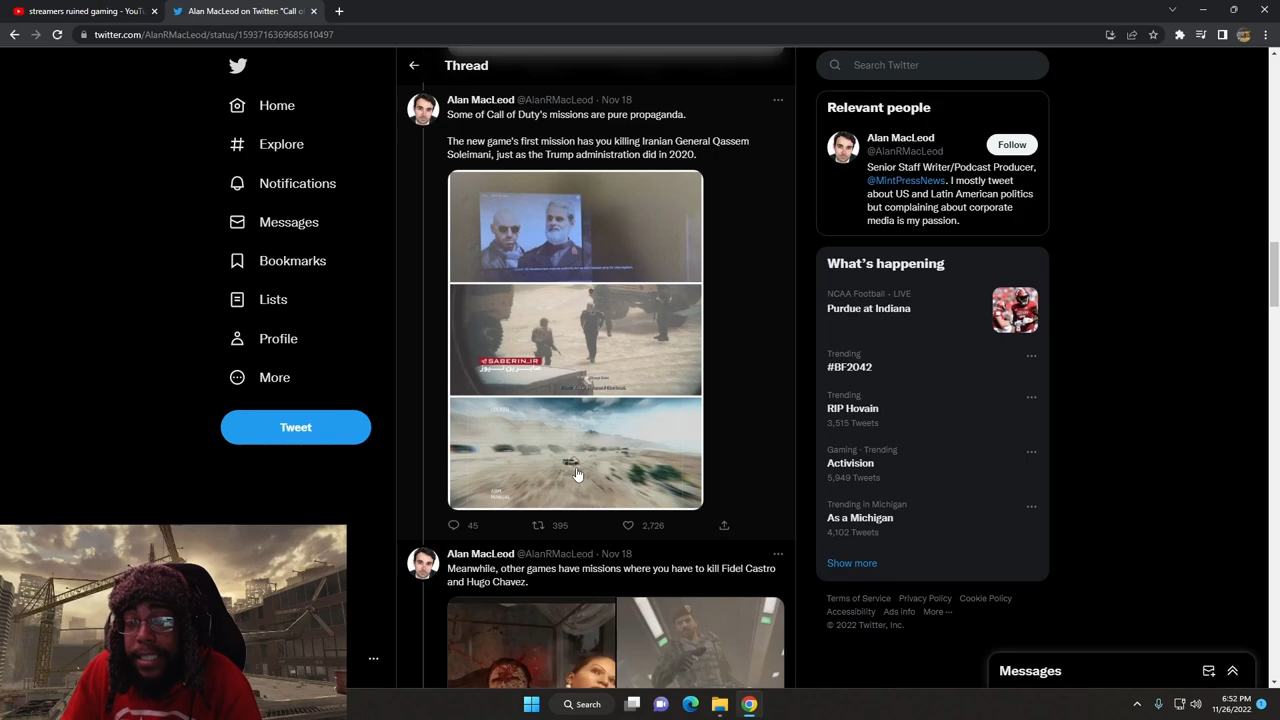 streamers ruined gaming - YouT
Alan MacLeod on Twitter: "Call of
twitter.com/AlanRMacLeod/status/1593716369685610497
Home
Explore
Notifications
Messages
Bookmarks
Lists
Profile
More
Tweet
Thread
Alan MacLeod @AlanRMacLeod · Nov 18
Some of Call of Duty's missions are pure propaganda.
The new game's first mission has you killing Iranian General Qassem
Soleimani, just as the Trump administration did in 2020.
@SABERIN_IR
45
395
2,726
Alan MacLeod @AlanRMacLeod · Nov 18
Meanwhile, other games have missions where you have to kill Fidel Castro
and Hugo Chavez.
Search Twitter
Relevant people
Alan MacLeod
@AlanRMacLeod
Follow
Senior Staff Writer/Podcast Producer,
@MintPressNews. I mostly tweet
about US and Latin American politics
but complaining about corporate
media is my passion.
What's happening
NCAA Football · LIVE
Purdue at Indiana
Trending
#BF2042
Trending
RIP Hovain
3,515 Tweets
Gaming · Trending
Activision
5,949 Tweets
Trending in Michigan
As a Michigan
4,102 Tweets
Show more
Terms of Service Privacy Policy Cookie Policy
Accessibility Ads info More ···
© 2022 Twitter, Inc.
Messages
Search
6:52 PM
11/26/2022
1